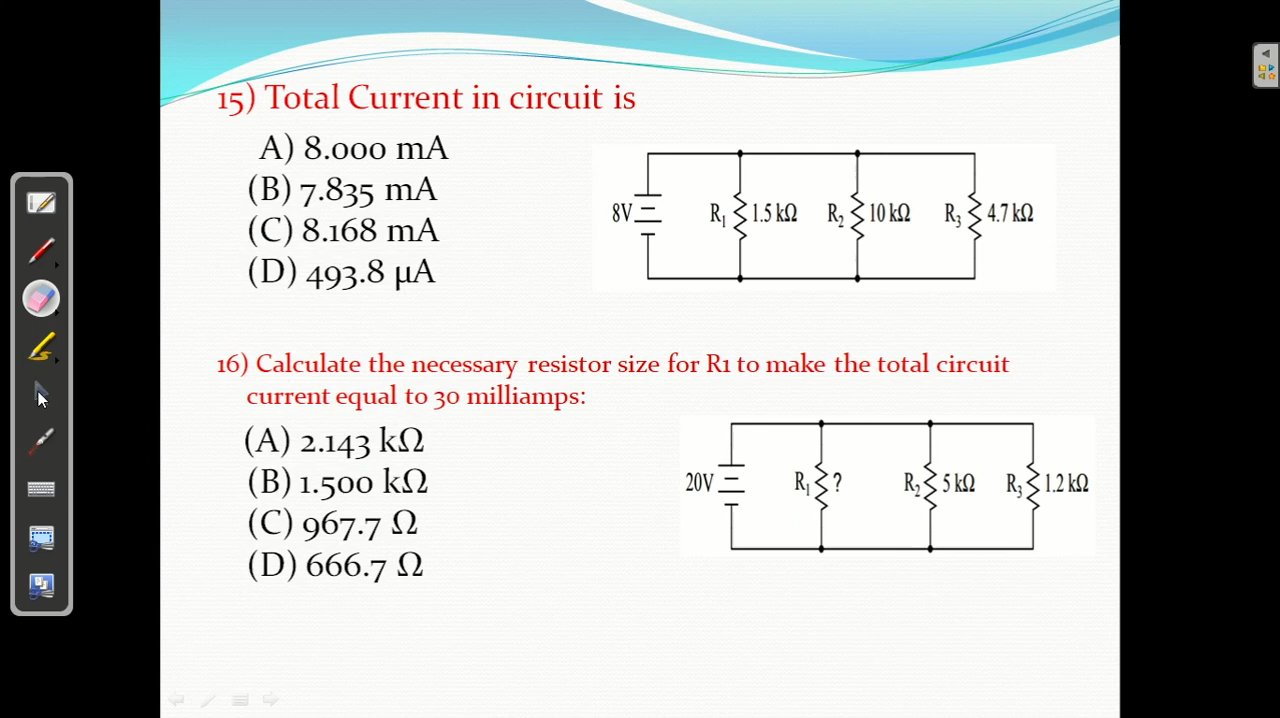 15) Total Current in circuit is
A) 8.000 mA
(B) 7.835 mA
(C) 8.168 mA
(D) 493.8 µA
8V
R1 1.5 kΩ
R2 10 kΩ
R3 4.7 kΩ
16) Calculate the necessary resistor size for R1 to make the total circuit
current equal to 30 milliamps:
(A) 2.143 kΩ
(B) 1.500 kΩ
(C) 967.7 Ω
(D) 666.7 Ω
20V
R1 ?
R2 5 kΩ
R3 1.2 kΩ